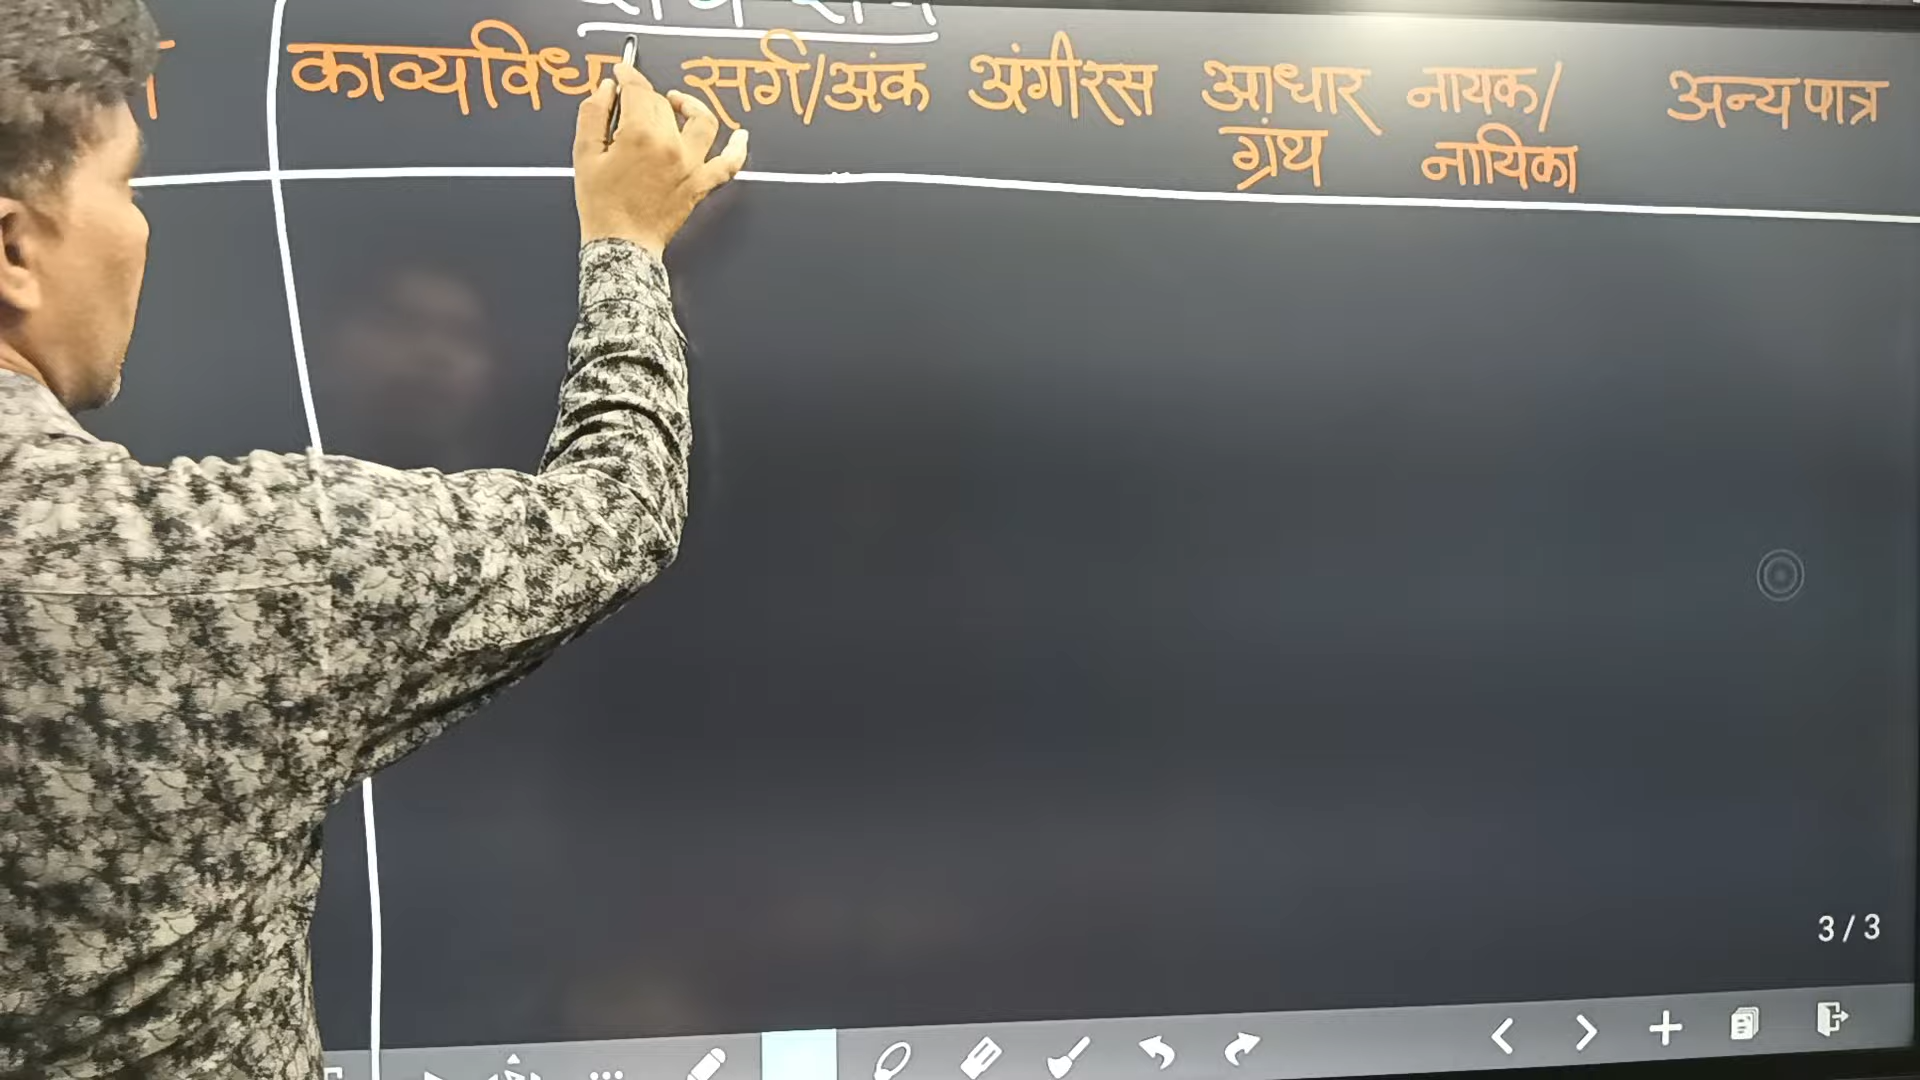 काव्यविधा सर्ग/अंक अंगीरस आधार नायक/ अन्य पात्र
ग्रंथ नायिका
3 / 3